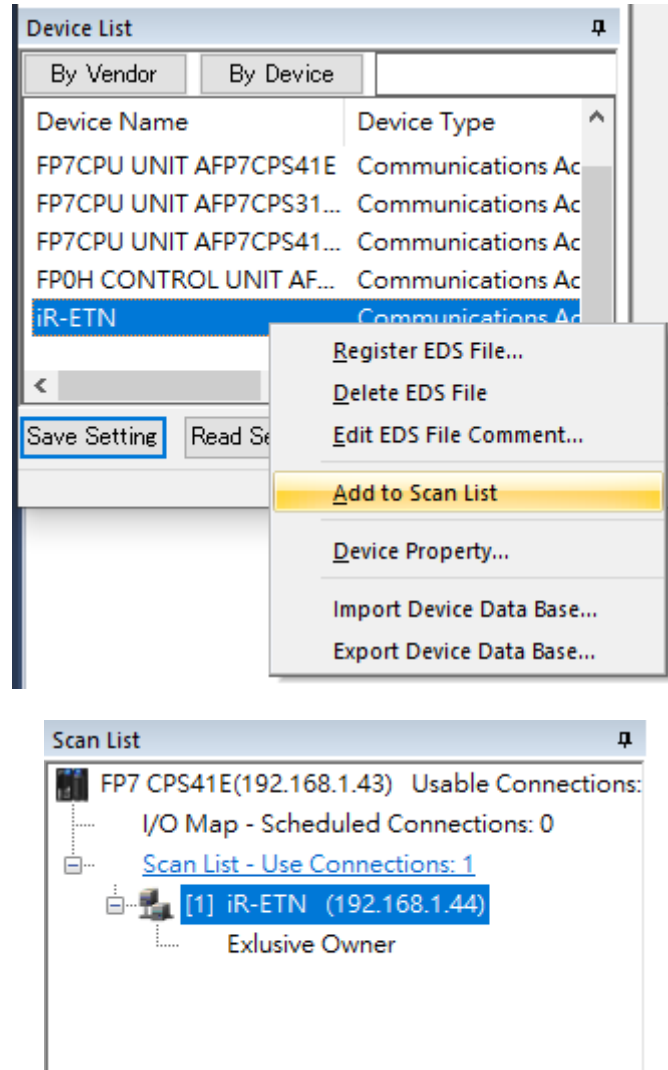 Device List
By Vendor By Device
Device Name Device Type
FP7CPU UNIT AFP7CPS41E Communications Ac
FP7CPU UNIT AFP7CPS31... Communications Ac
FP7CPU UNIT AFP7CPS41... Communications Ac
FP0H CONTROL UNIT AF... Communications Ac
iR-ETN Communications Ac
Save Setting Read Se
Register EDS File...
Delete EDS File
Edit EDS File Comment...
Add to Scan List
Device Property...
Import Device Data Base...
Export Device Data Base...
Scan List
FP7 CPS41E(192.168.1.43) Usable Connections:
I/O Map - Scheduled Connections: 0
Scan List - Use Connections: 1
[1] iR-ETN (192.168.1.44)
Exlusive Owner